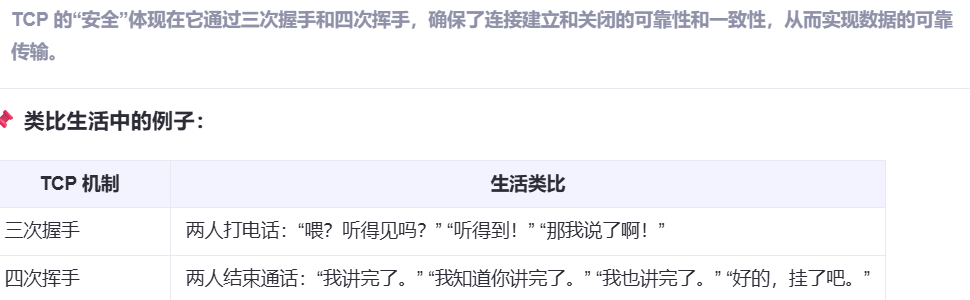 TCP 的“安全”体现在它通过三次握手和四次挥手，确保了连接建立和关闭的可靠性和一致性，从而实现数据的可靠
传输。
类比生活中的例子：
TCP 机制 生活类比
三次握手 两人打电话：“喂？听得见吗？” “听得到！” “那我说了啊！”
四次挥手 两人结束通话：“我讲完了。” “我知道你讲完了。” “我也讲完了。” “好的，挂了吧。”